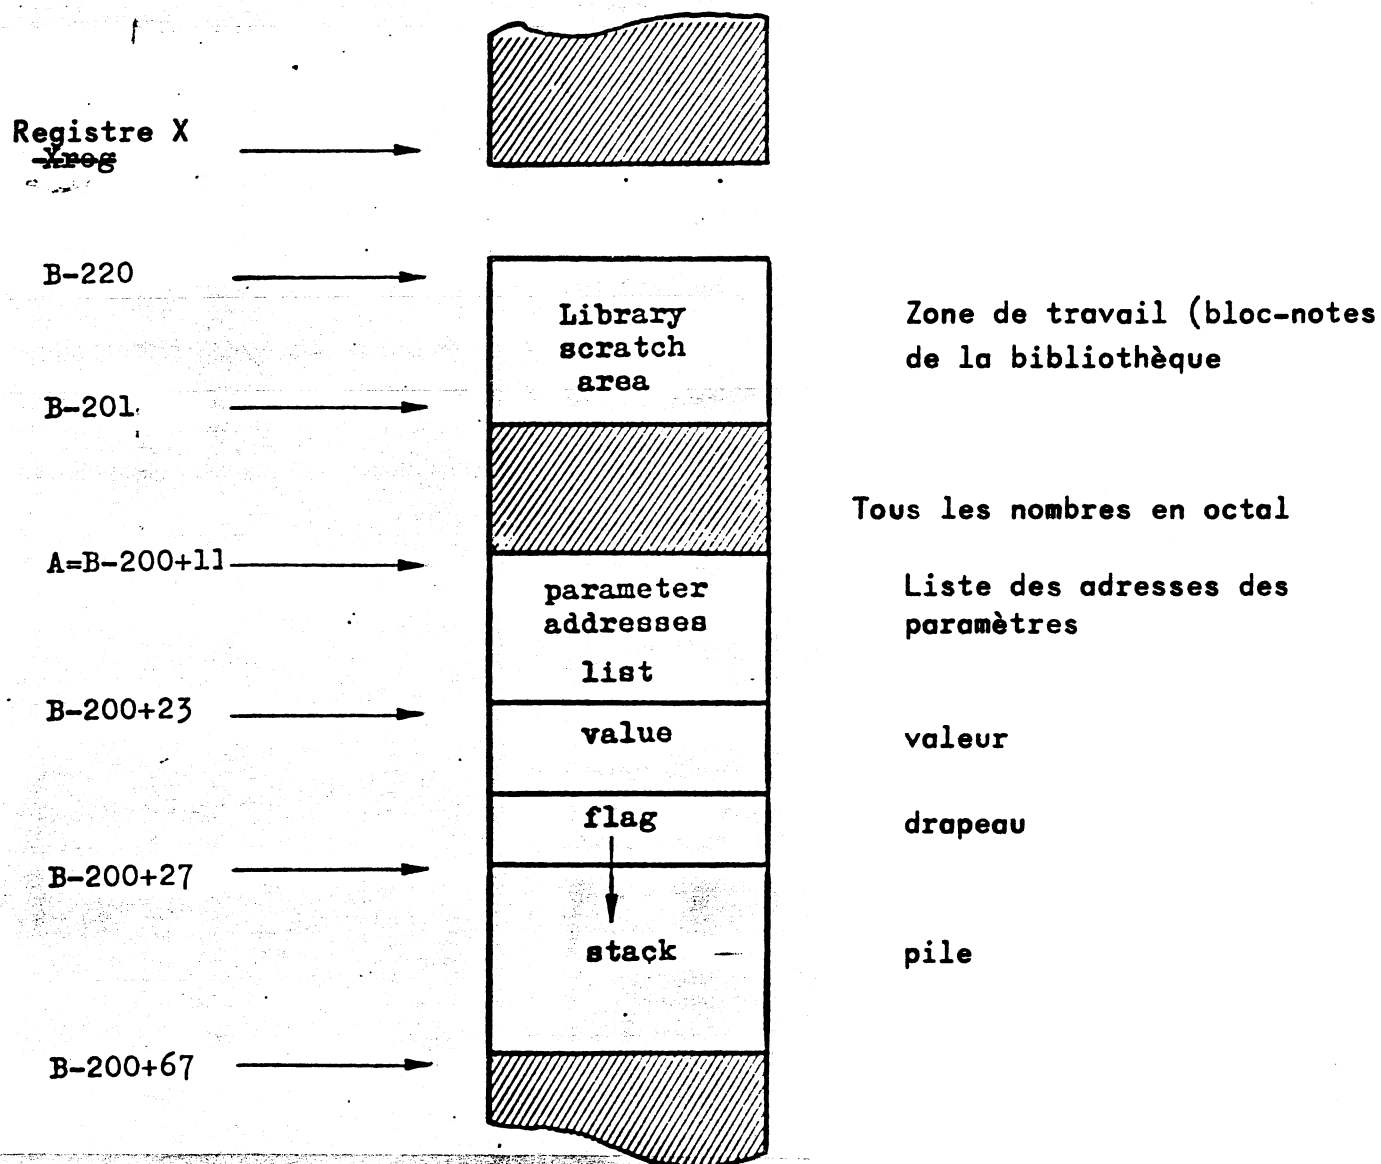 Registre X
Xreg
B-220
Library
scratch
area
Zone de travail (bloc-notes
de la bibliothèque
B-201
Tous les nombres en octal
A=B-200+11
parameter
addresses
list
Liste des adresses des
paramètres
B-200+23
value
valeur
flag
drapeau
B-200+27
stack
pile
B-200+67